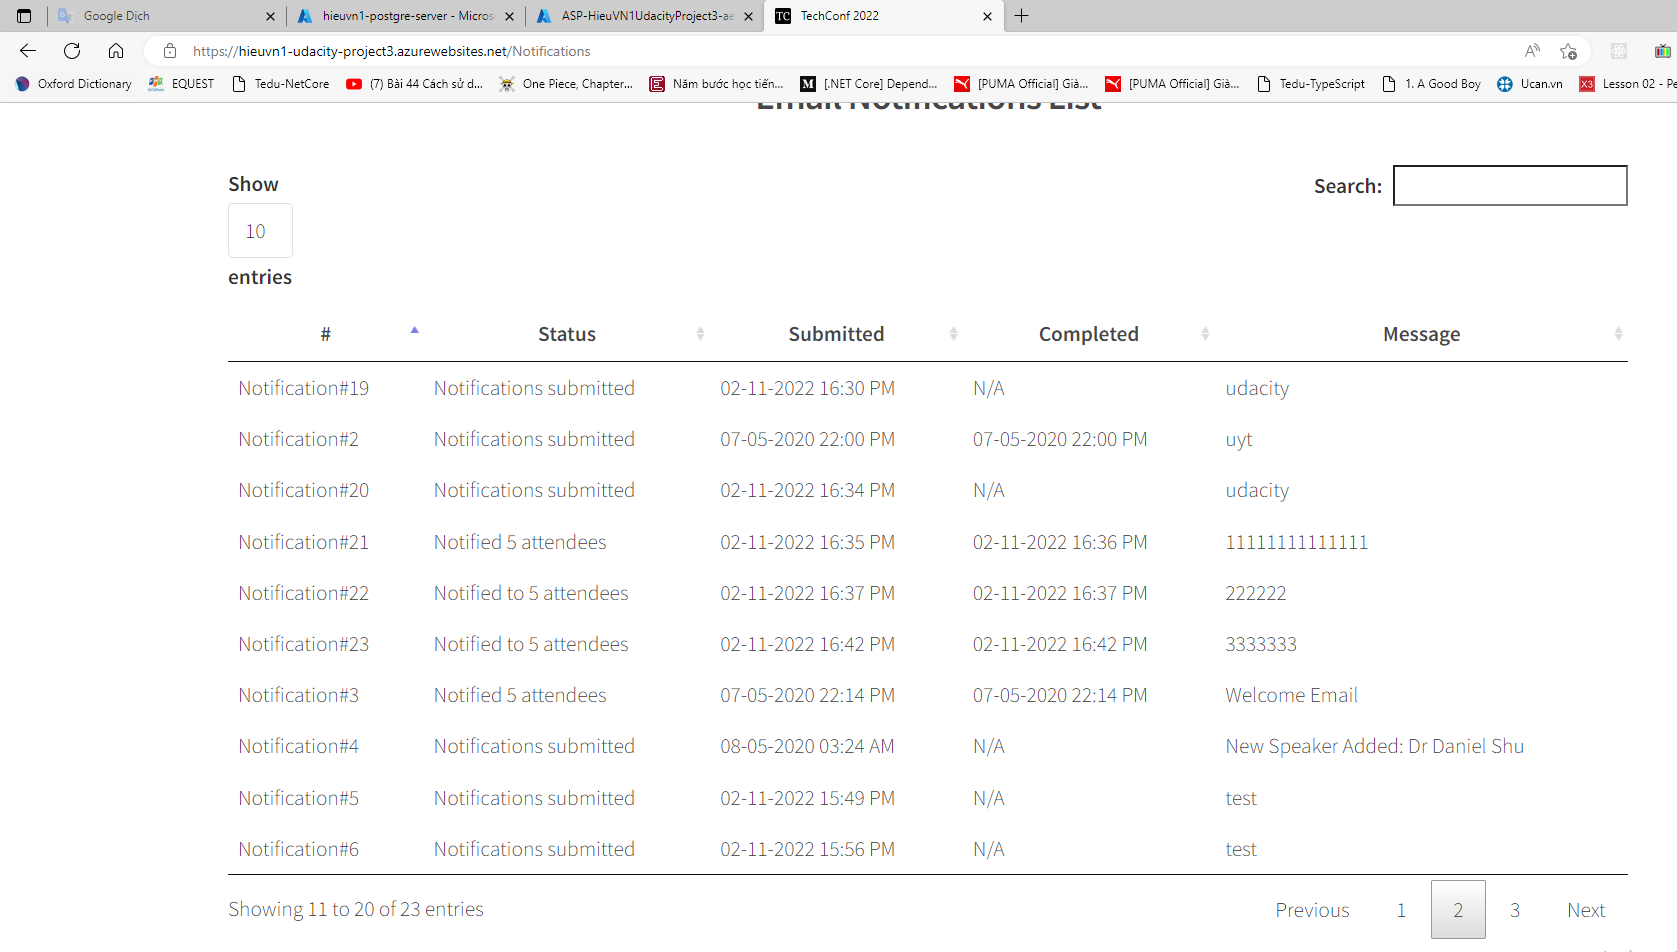 Google Dịch
hieuvn1-postgre-server - Micros
ASP-HieuVN1UdacityProject3-ae
TC TechConf 2022
https://hieuvn1-udacity-project3.azurewebsites.net/Notifications
Oxford Dictionary
EQUEST
Tedu-NetCore
(7) Bài 44 Cách sử d...
One Piece, Chapter...
Năm bước học tiến...
[.NET Core] Depend...
[PUMA Official] Già...
[PUMA Official] Già...
Tedu-TypeScript
1. A Good Boy
Ucan.vn
X3 Lesson 02 - Pe
Email Notifications List
Show
10
entries
Search:
# Status Submitted Completed Message
Notification#19 Notifications submitted 02-11-2022 16:30 PM N/A udacity
Notification#2 Notifications submitted 07-05-2020 22:00 PM 07-05-2020 22:00 PM uyt
Notification#20 Notifications submitted 02-11-2022 16:34 PM N/A udacity
Notification#21 Notified 5 attendees 02-11-2022 16:35 PM 02-11-2022 16:36 PM 11111111111111
Notification#22 Notified to 5 attendees 02-11-2022 16:37 PM 02-11-2022 16:37 PM 222222
Notification#23 Notified to 5 attendees 02-11-2022 16:42 PM 02-11-2022 16:42 PM 3333333
Notification#3 Notified 5 attendees 07-05-2020 22:14 PM 07-05-2020 22:14 PM Welcome Email
Notification#4 Notifications submitted 08-05-2020 03:24 AM N/A New Speaker Added: Dr Daniel Shu
Notification#5 Notifications submitted 02-11-2022 15:49 PM N/A test
Notification#6 Notifications submitted 02-11-2022 15:56 PM N/A test
Showing 11 to 20 of 23 entries
Previous 1 2 3 Next